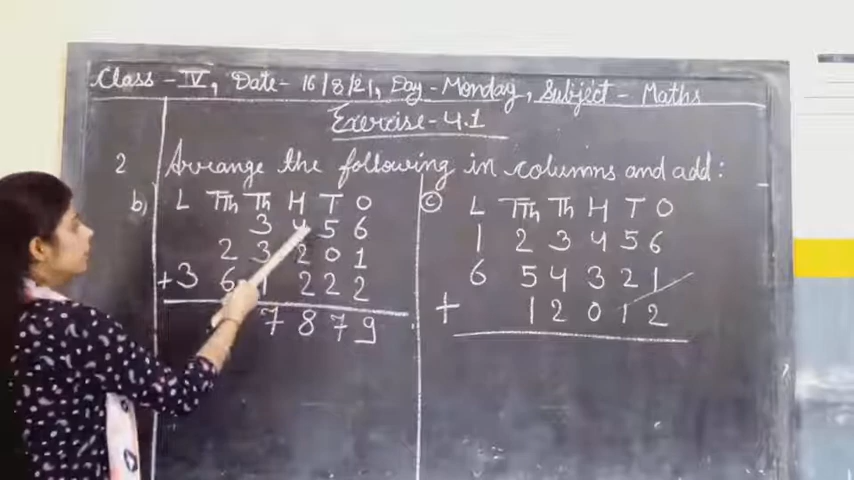 Class - IV, Date - 16/8/21, Day - Monday, Subject - Maths
Exercise - 4.1
2 Arrange the following in columns and add:
b) L Tth Th H T O
3 4 5 6
2 3 2 0 1
+ 3 6 1 2 2 2
7 8 7 9
c L Tth Th H T O
1 2 3 4 5 6
6 5 4 3 2 1
+ 1 2 0 1 2